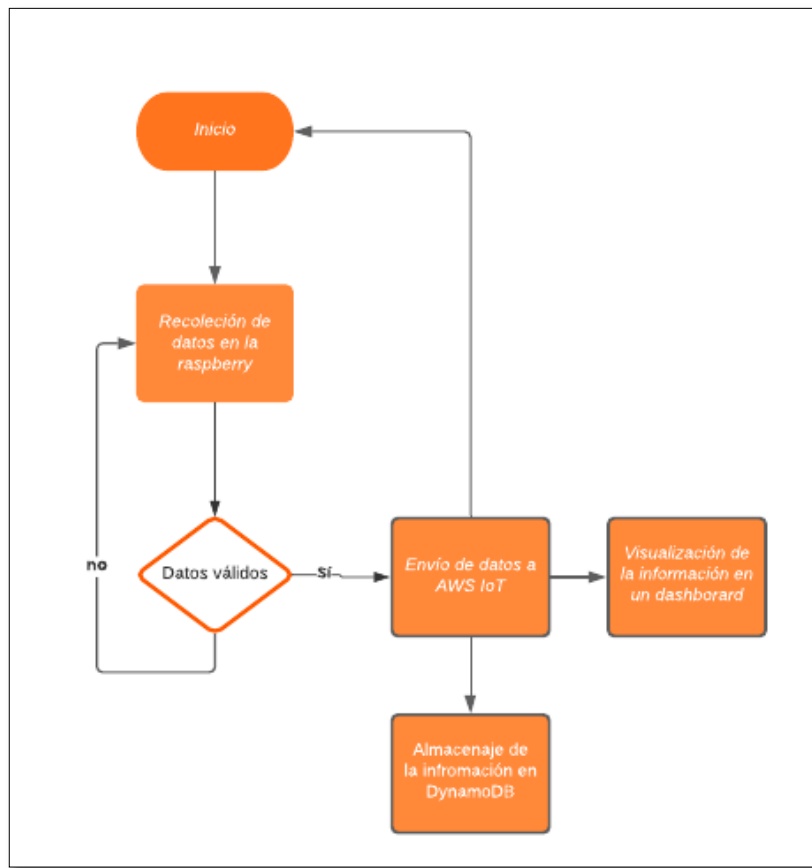 Inicio
Recoleción de
datos en la
raspberry
Datos válidos
no
sí
Envío de datos a
AWS IoT
Visualización de
la información en
un dashborard
Almacenaje de
la infromación en
DynamoDB